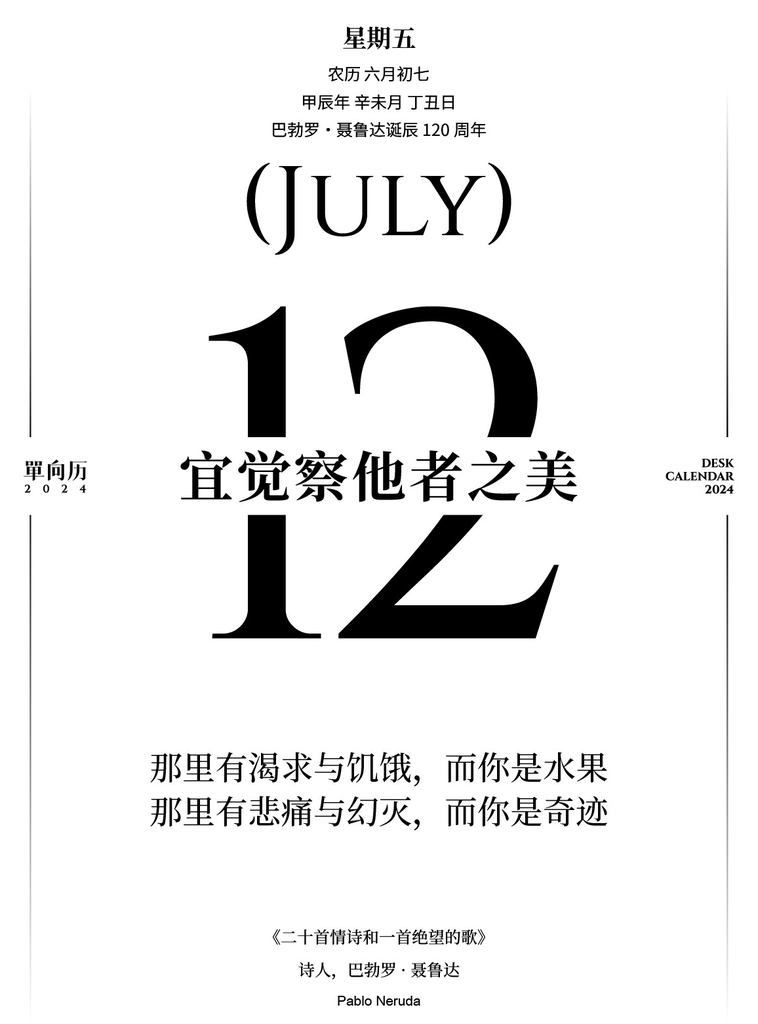 星期五
农历 六月初七
甲辰年 辛未月 丁丑日
巴勃罗・聂鲁达诞辰 120 周年
(JULY)
12
單向历
2024
宜觉察他者之美
DESK
CALENDAR
2024
那里有渴求与饥饿，而你是水果
那里有悲痛与幻灭，而你是奇迹
《二十首情诗和一首绝望的歌》
诗人，巴勃罗 · 聂鲁达
Pablo Neruda